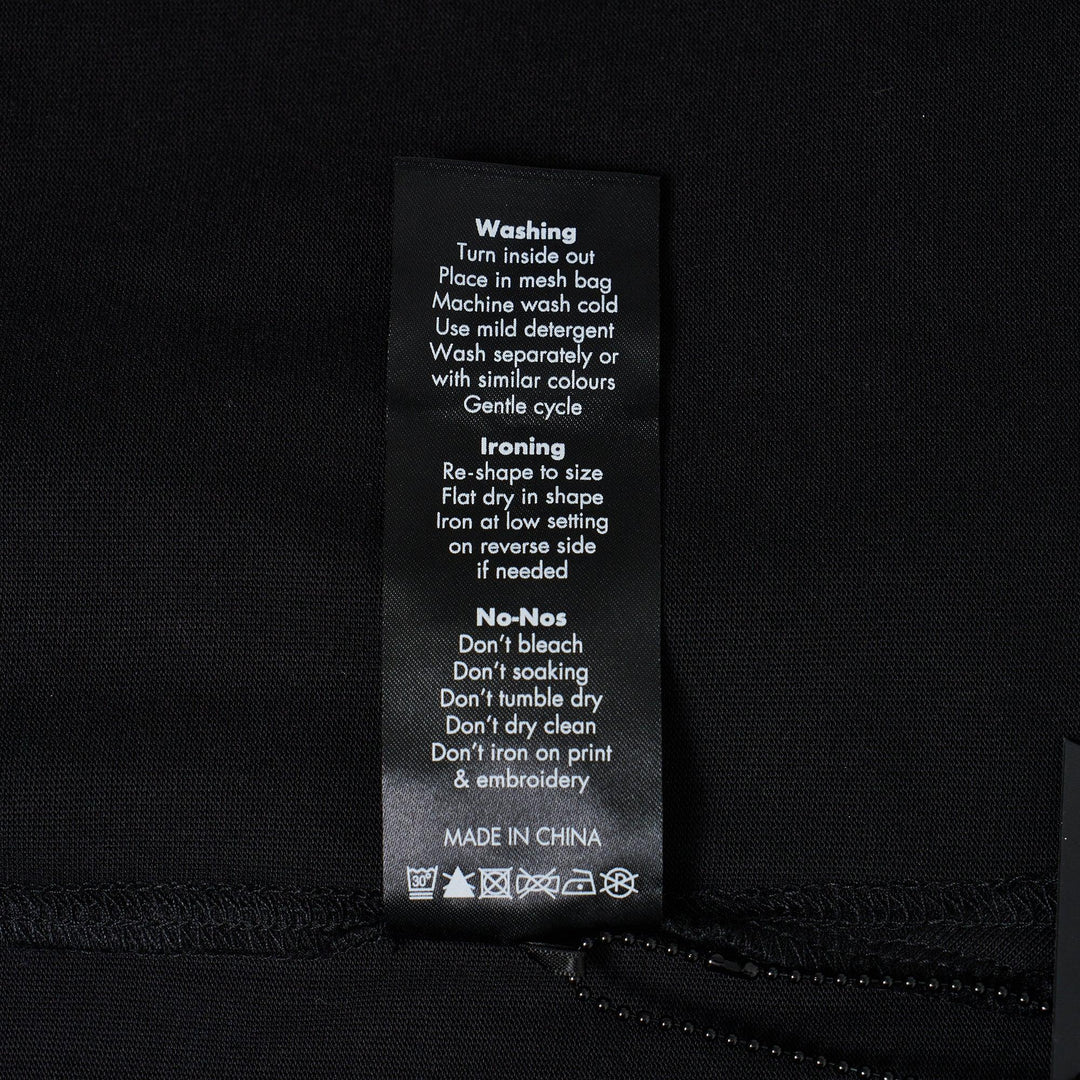 Washing
Turn inside out
Place in mesh bag
Machine wash cold
Use mild detergent
Wash separately or
with similar colours
Gentle cycle
Ironing
Re-shape to size
Flat dry in shape
Iron at low setting
on reverse side
if needed
No-Nos
Don't bleach
Don't soaking
Don't tumble dry
Don't dry clean
Don't iron on print
& embroidery
MADE IN CHINA
30° P